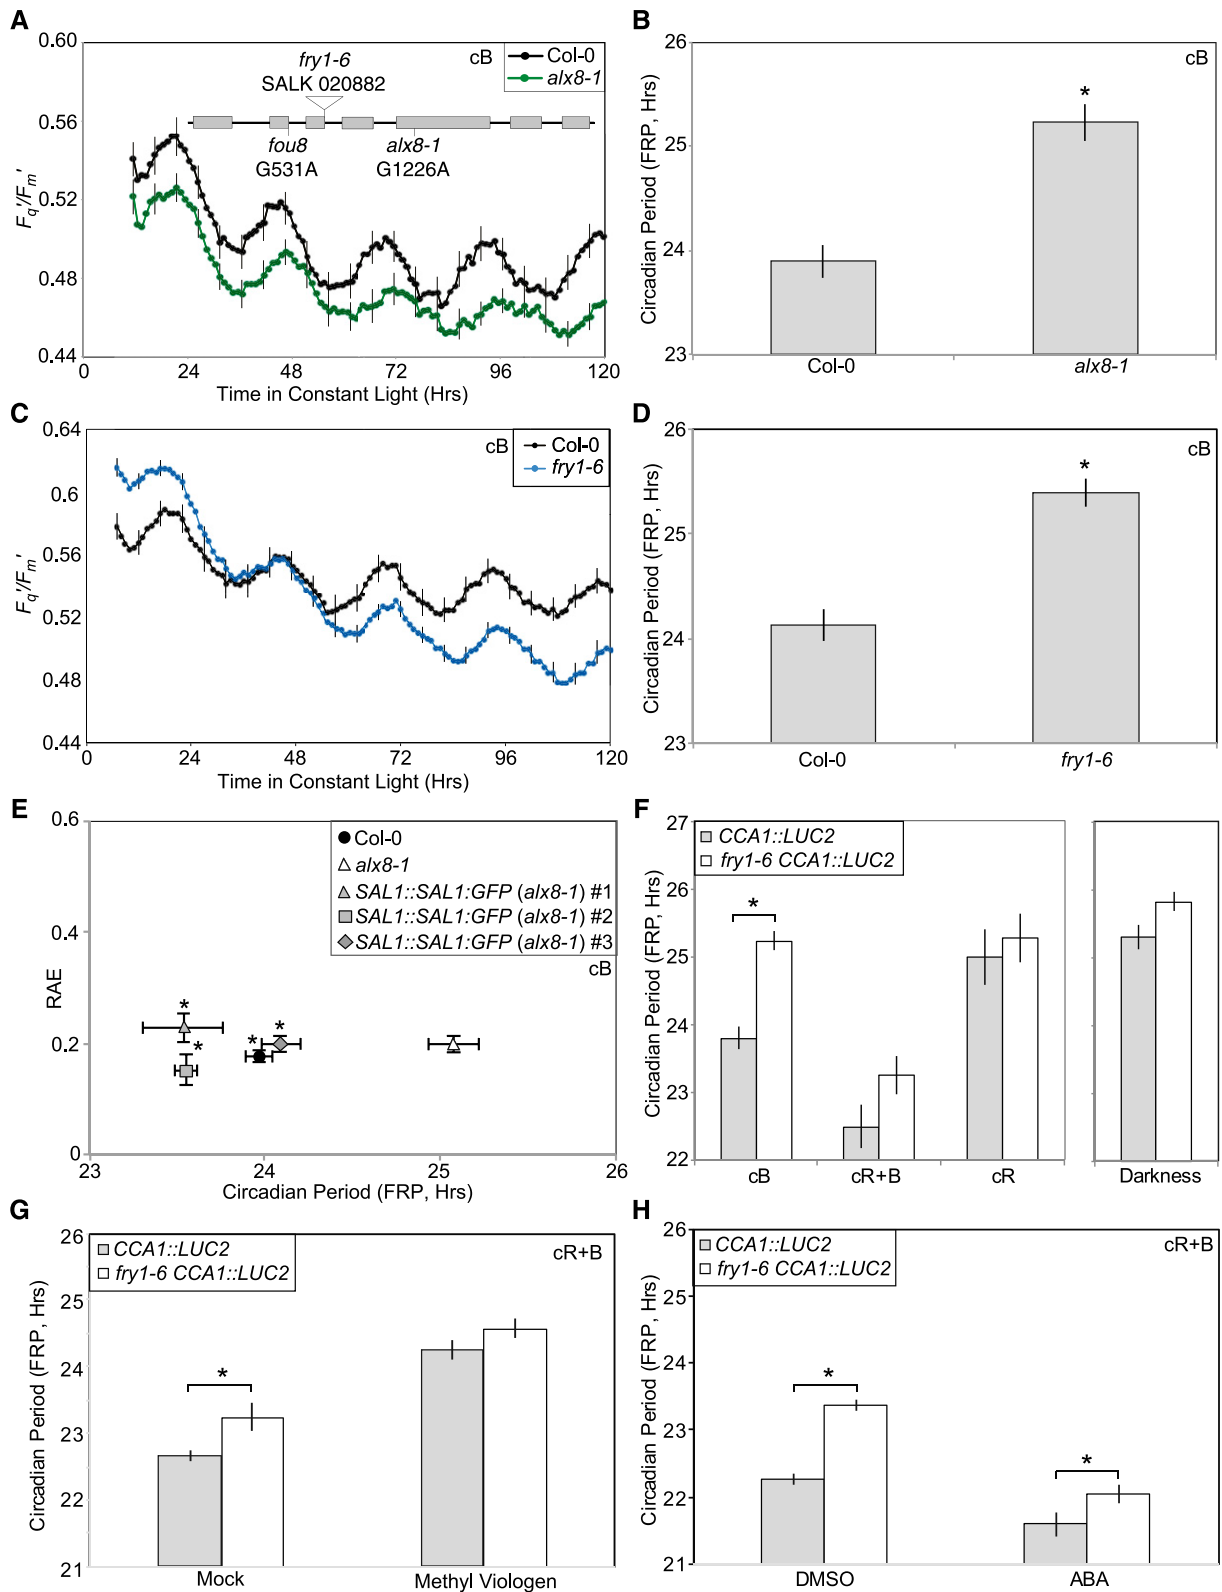 A
0.60
0.56
0.52
0.48
0.44
Fq'/Fm'
cB
Col-0
alx8-1
fry1-6
SALK 020882
fou8
G531A
alx8-1
G1226A
0 24 48 72 96 120
Time in Constant Light (Hrs)
B
26
25
24
23
Circadian Period (FRP, Hrs)
cB
*
Col-0 alx8-1
C
0.64
0.6
0.56
0.52
0.48
0.44
Fq'/Fm'
cB
Col-0
fry1-6
0 24 48 72 96 120
Time in Constant Light (Hrs)
D
26
25
24
23
Circadian Period (FRP, Hrs)
cB
*
Col-0 fry1-6
E
0.6
0.4
0.2
0
RAE
Col-0
alx8-1
SAL1::SAL1:GFP (alx8-1) #1
SAL1::SAL1:GFP (alx8-1) #2
SAL1::SAL1:GFP (alx8-1) #3
cB
*
*
*
*
23 24 25 26
Circadian Period (FRP, Hrs)
F
27
26
25
24
23
22
Circadian Period (FRP, Hrs)
CCA1::LUC2
fry1-6 CCA1::LUC2
*
cB cR+B cR Darkness
G
26
25
24
23
22
21
Circadian Period (FRP, Hrs)
CCA1::LUC2
fry1-6 CCA1::LUC2
cR+B
*
Mock Methyl Viologen
H
26
25
24
23
22
21
Circadian Period (FRP, Hrs)
CCA1::LUC2
fry1-6 CCA1::LUC2
cR+B
*
*
DMSO ABA